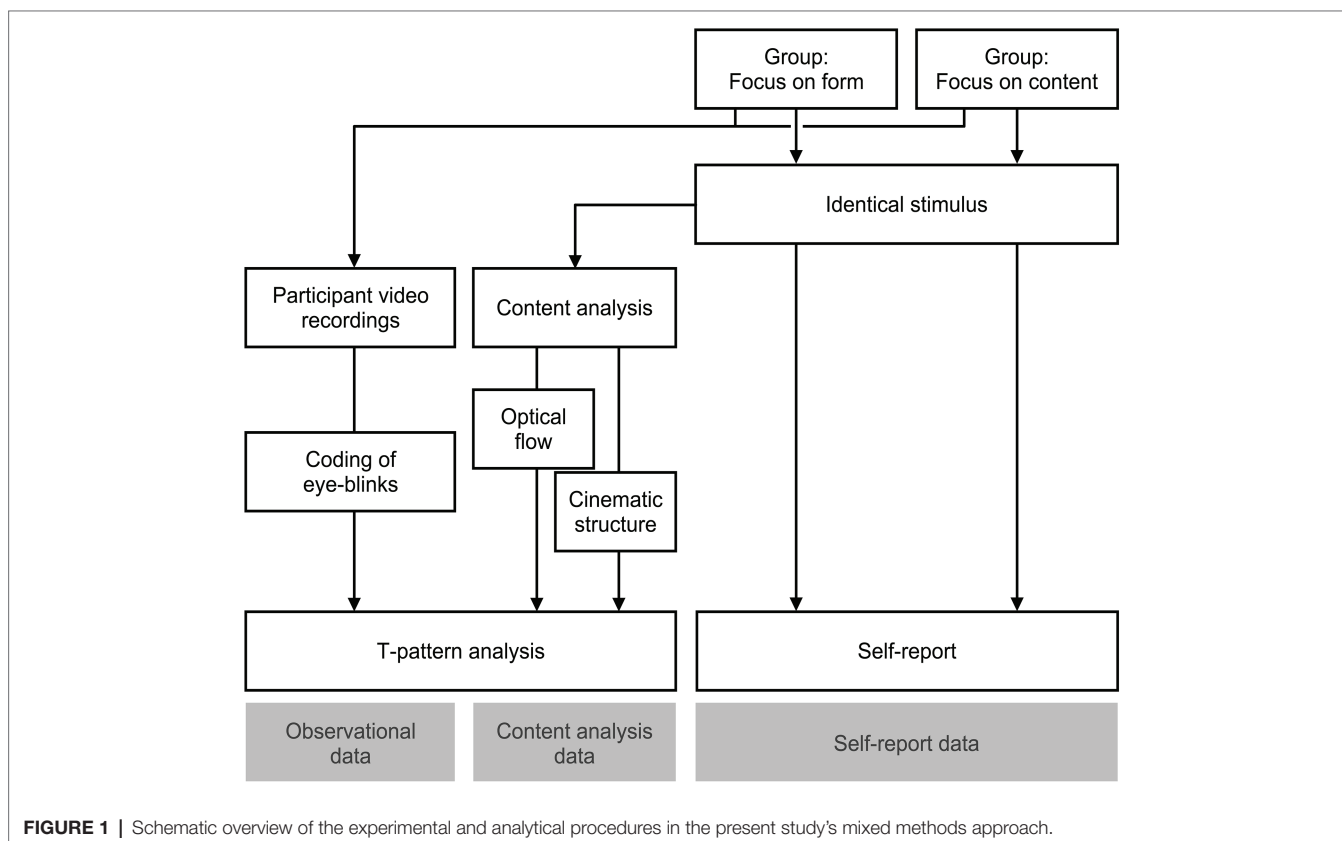 Group:
Focus on form
Group:
Focus on content
Identical stimulus
Participant video
recordings
Content analysis
Optical
flow
Coding of
eye-blinks
Cinematic
structure
T-pattern analysis
Self-report
Observational
data
Content analysis
data
Self-report data
FIGURE 1 | Schematic overview of the experimental and analytical procedures in the present study’s mixed methods approach.